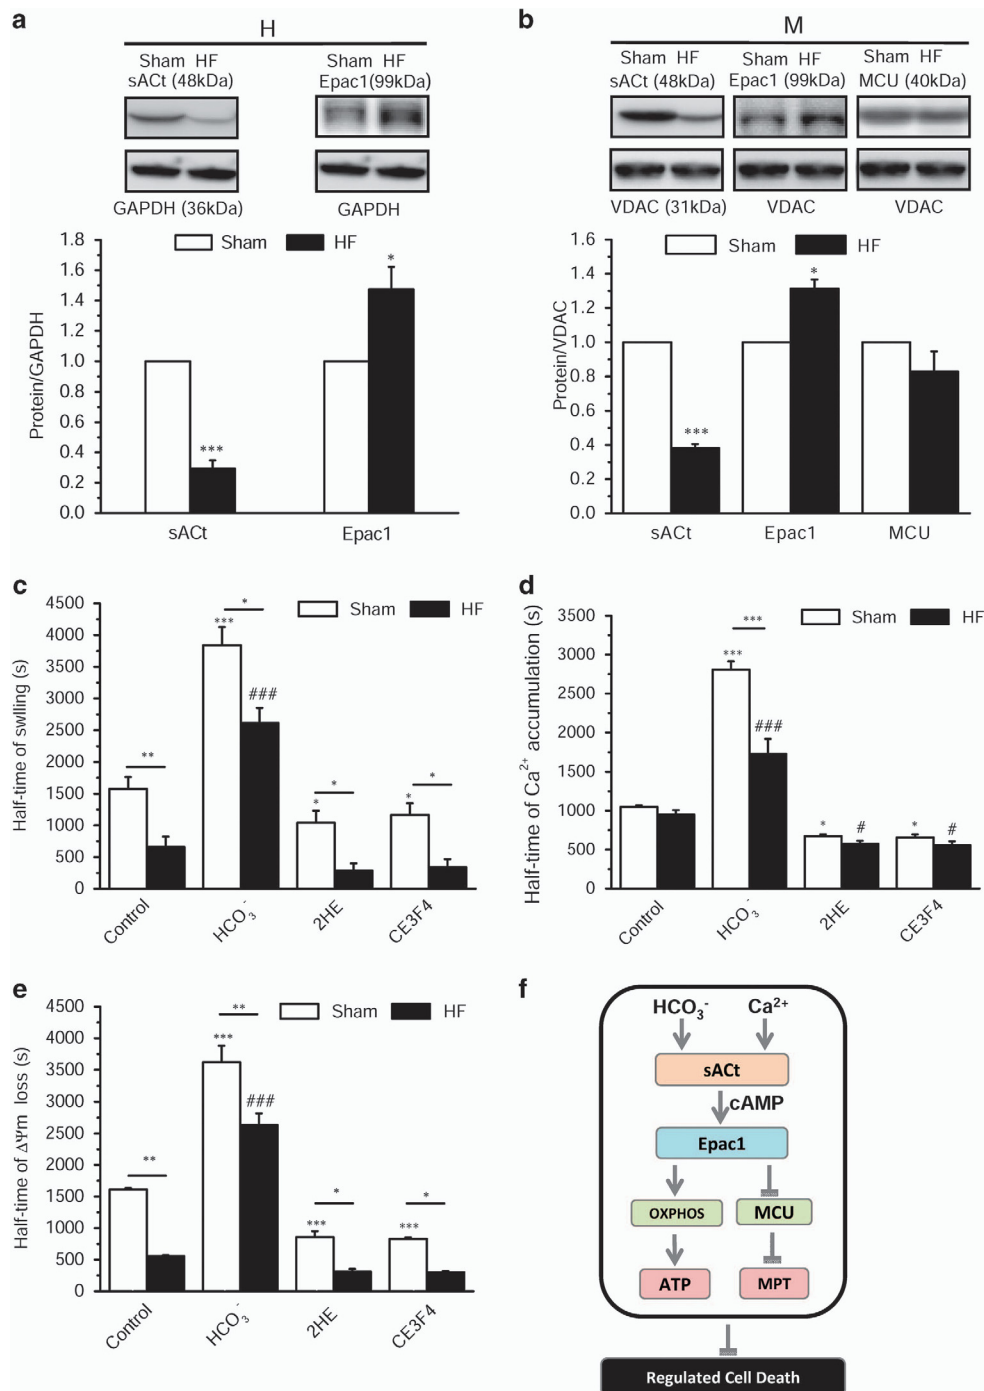 a
H
Sham HF
sACt (48kDa)
Sham HF
Epac1(99kDa)
GAPDH (36kDa)
GAPDH
Sham
HF
Protein/GAPDH
1.8
1.6
1.4
1.2
1.0
0.8
0.6
0.4
0.2
0.0
***
*
sACt
Epac1
b
M
Sham HF
sACt (48kDa)
Sham HF
Epac1 (99kDa)
Sham HF
MCU (40kDa)
VDAC (31kDa)
VDAC
VDAC
Sham
HF
Protein/VDAC
1.8
1.6
1.4
1.2
1.0
0.8
0.6
0.4
0.2
0.0
***
*
sACt
Epac1
MCU
c
Sham
HF
Half-time of swlling (s)
4500
4000
3500
3000
2500
2000
1500
1000
500
0
**
***
*
###
*
*
*
*
Control
HCO₃⁻
2HE
CE3F4
d
Sham
HF
Half-time of Ca²⁺ accumulation (s)
3500
3000
2500
2000
1500
1000
500
0
***
***
###
*
#
*
#
Control
HCO₃⁻
2HE
CE3F4
e
Sham
HF
Half-time of ΔΨm loss (s)
4500
4000
3500
3000
2500
2000
1500
1000
500
0
**
***
**
###
***
*
***
*
Control
HCO₃⁻
2HE
CE3F4
f
HCO₃⁻ Ca²⁺
sACt
cAMP
Epac1
OXPHOS MCU
ATP MPT
Regulated Cell Death